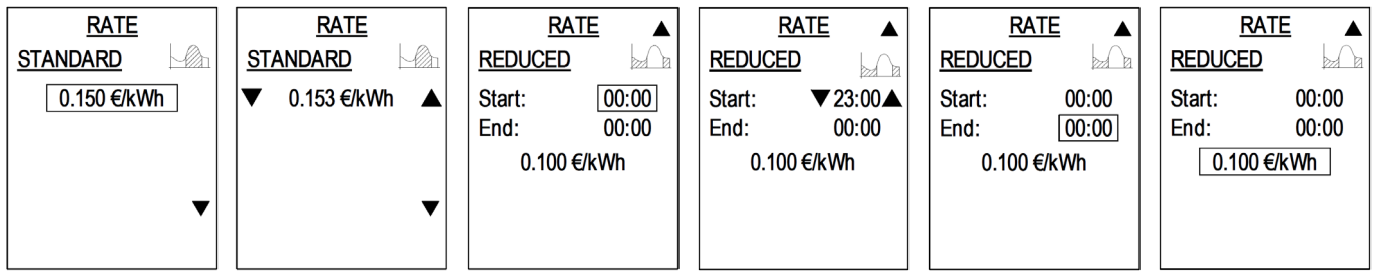 RATE
STANDARD
0.150 €/kWh
RATE
STANDARD
▼ 0.153 €/kWh ▲
RATE
REDUCED
Start: 00:00
End: 00:00
0.100 €/kWh
RATE
REDUCED
Start: ▼23:00▲
End: 00:00
0.100 €/kWh
RATE
REDUCED
Start: 00:00
End: 00:00
0.100 €/kWh
RATE
REDUCED
Start: 00:00
End: 00:00
0.100 €/kWh